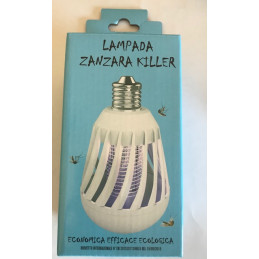 LAMPADA
ZANZARA KILLER
ECONOMICA EFFICACE ECOLOGICA